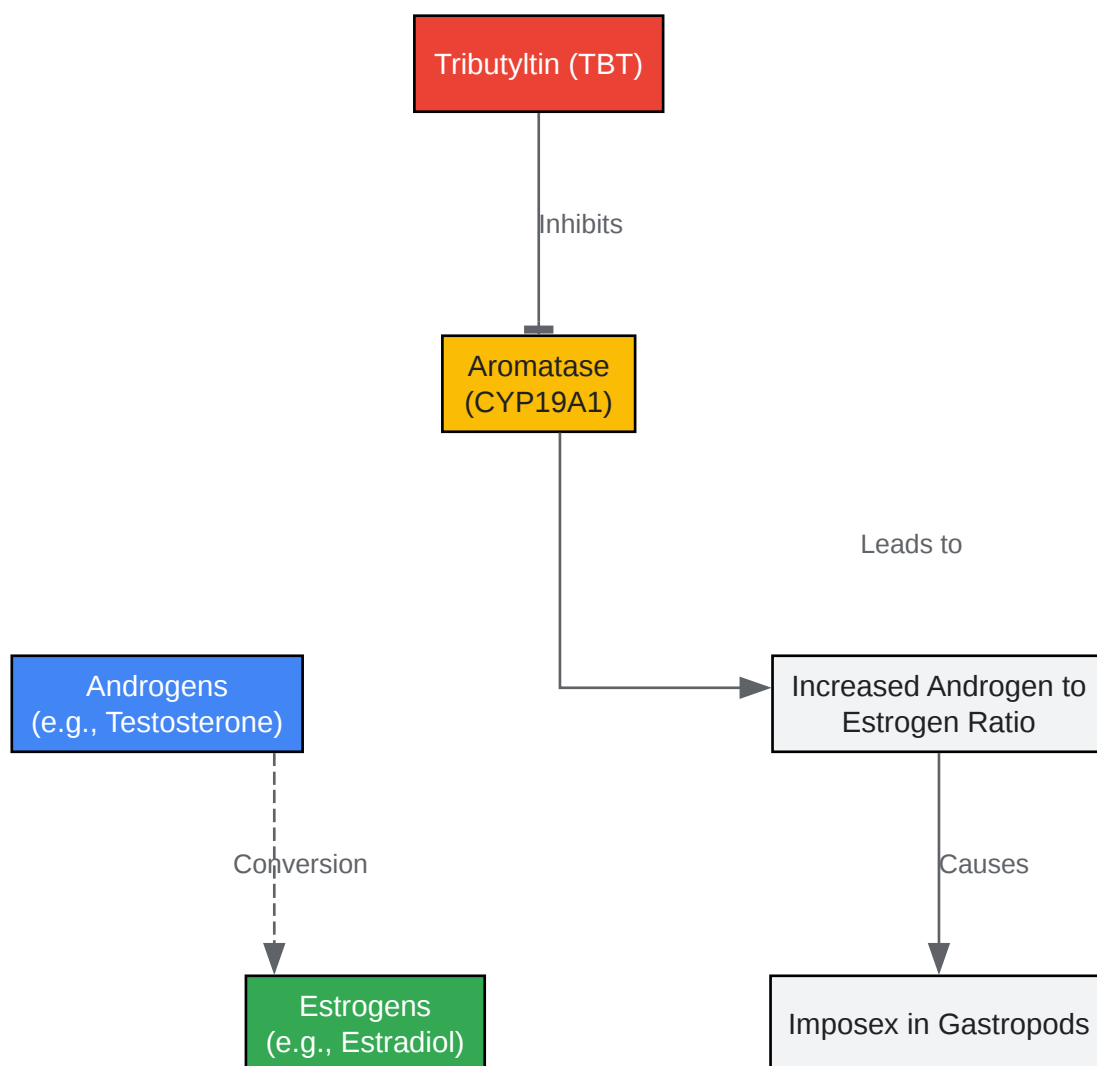 Tributyltin (TBT)
Inhibits
Aromatase
(CYP19A1)
Leads to
Androgens
(e.g., Testosterone)
Increased Androgen to
Estrogen Ratio
Conversion
Causes
Estrogens
(e.g., Estradiol)
Imposex in Gastropods